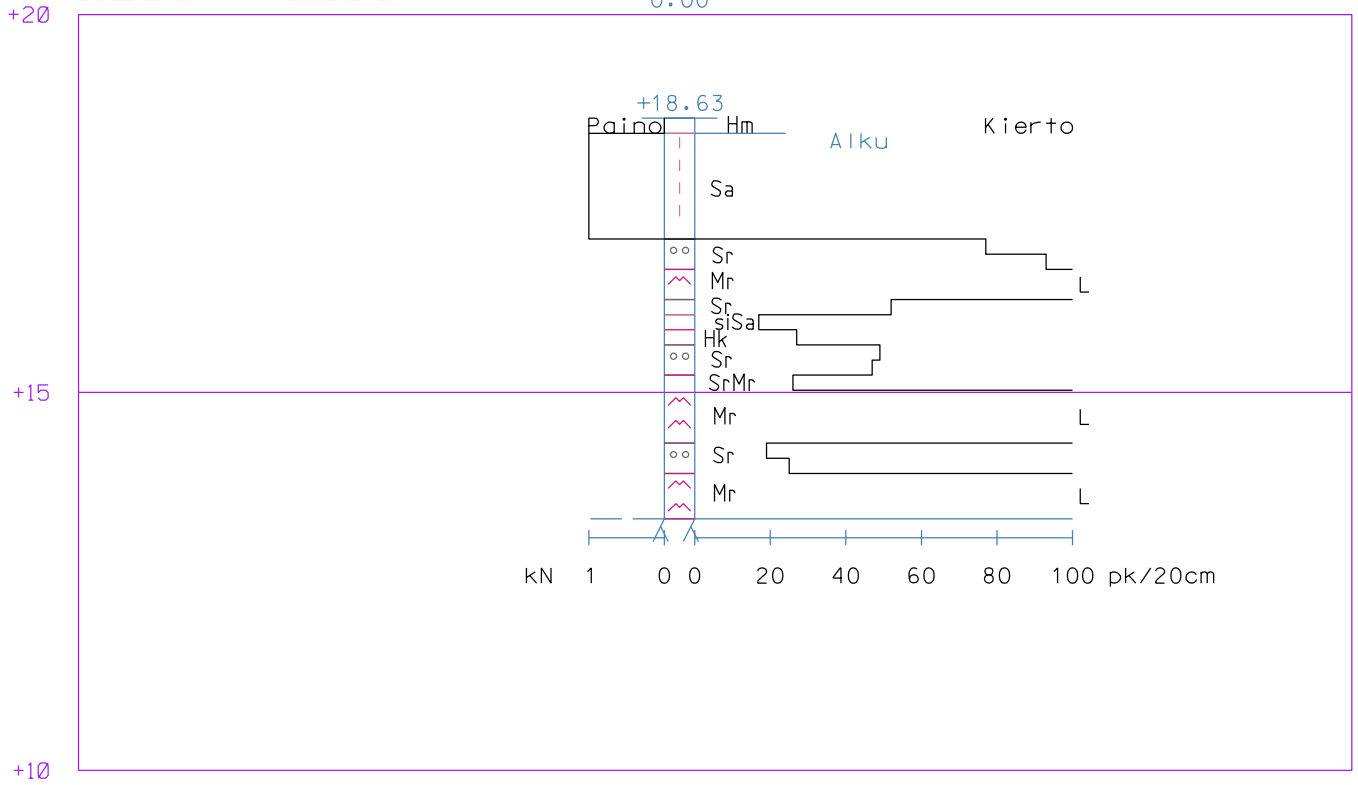 0.00
+20
+18.63
Paino Hm Kierto
Alku
Sa
Sr
Mr L
Sr
siSa
Hk
Sr
SrMr
+15
Mr L
Sr
Mr L
kN 1 0 0 20 40 60 80 100 pk/20cm
+10